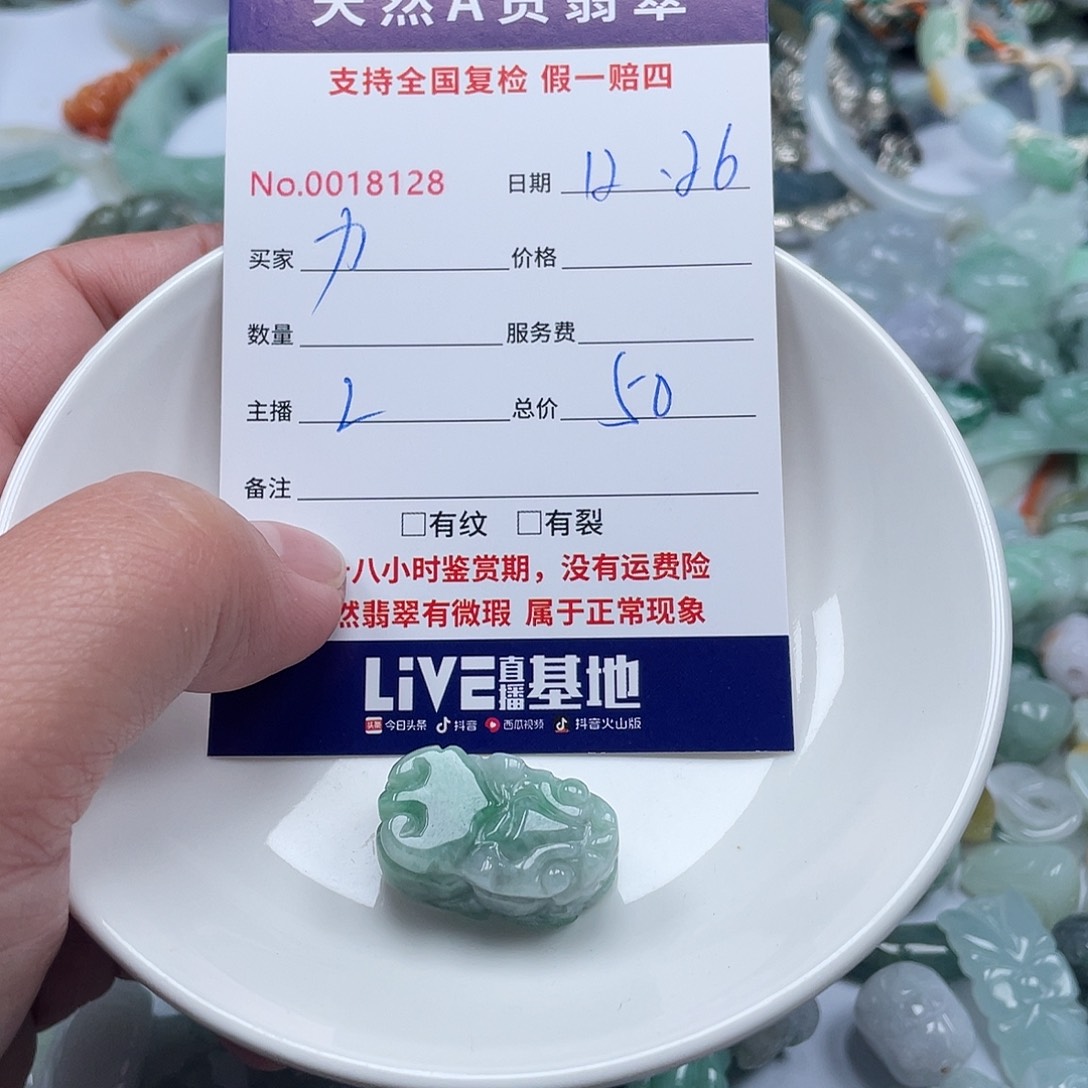 天然A货翡翠
支持全国复检 假一赔四
No.0018128 日期 12.26
买家 力 价格
数量 服务费
主播 L 总价 50
备注
□有纹 □有裂
八小时鉴赏期，没有运费险
然翡翠有微瑕 属于正常现象
LiVE直播基地
头条 今日头条 抖音 西瓜视频 抖音火山版